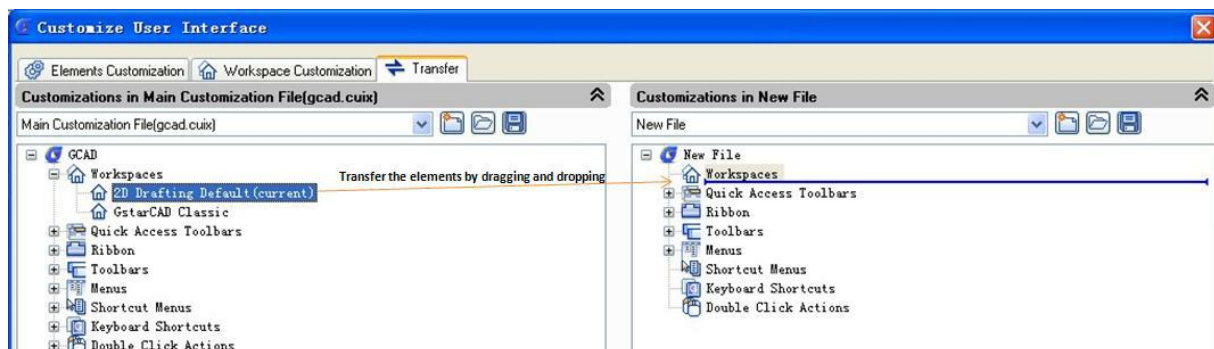 Customize User Interface
Elements Customization Workspace Customization Transfer
Customizations in Main Customization File(gcad.cuix)
Main Customization File(gcad.cuix)
GCAD
Workspaces
2D Drafting Default(current)
GstarCAD Classic
Quick Access Toolbars
Ribbon
Toolbars
Menus
Shortcut Menus
Keyboard Shortcuts
Double Click Actions
Transfer the elements by dragging and dropping
Customizations in New File
New File
New File
Workspaces
Quick Access Toolbars
Ribbon
Toolbars
Menus
Shortcut Menus
Keyboard Shortcuts
Double Click Actions